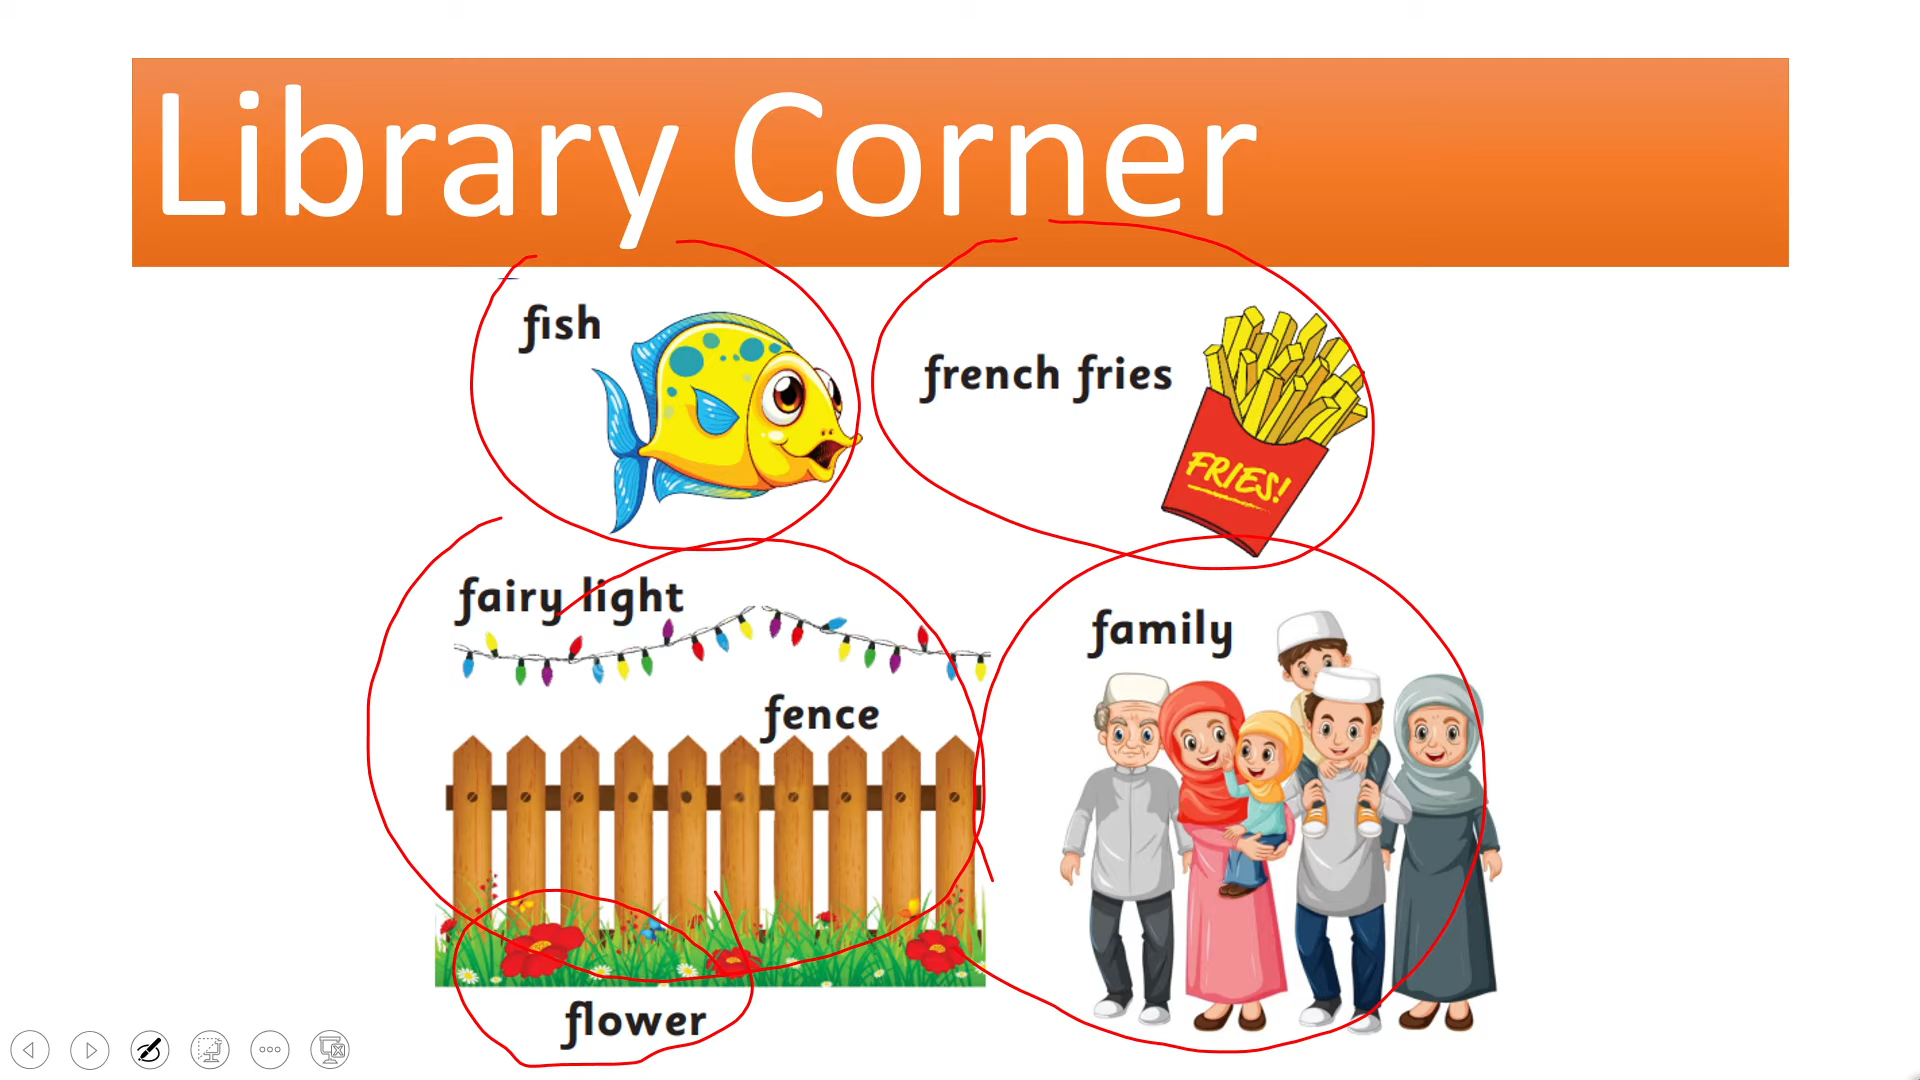 Library Corner
fish
french fries
FRIES!
fairy light
family
fence
flower